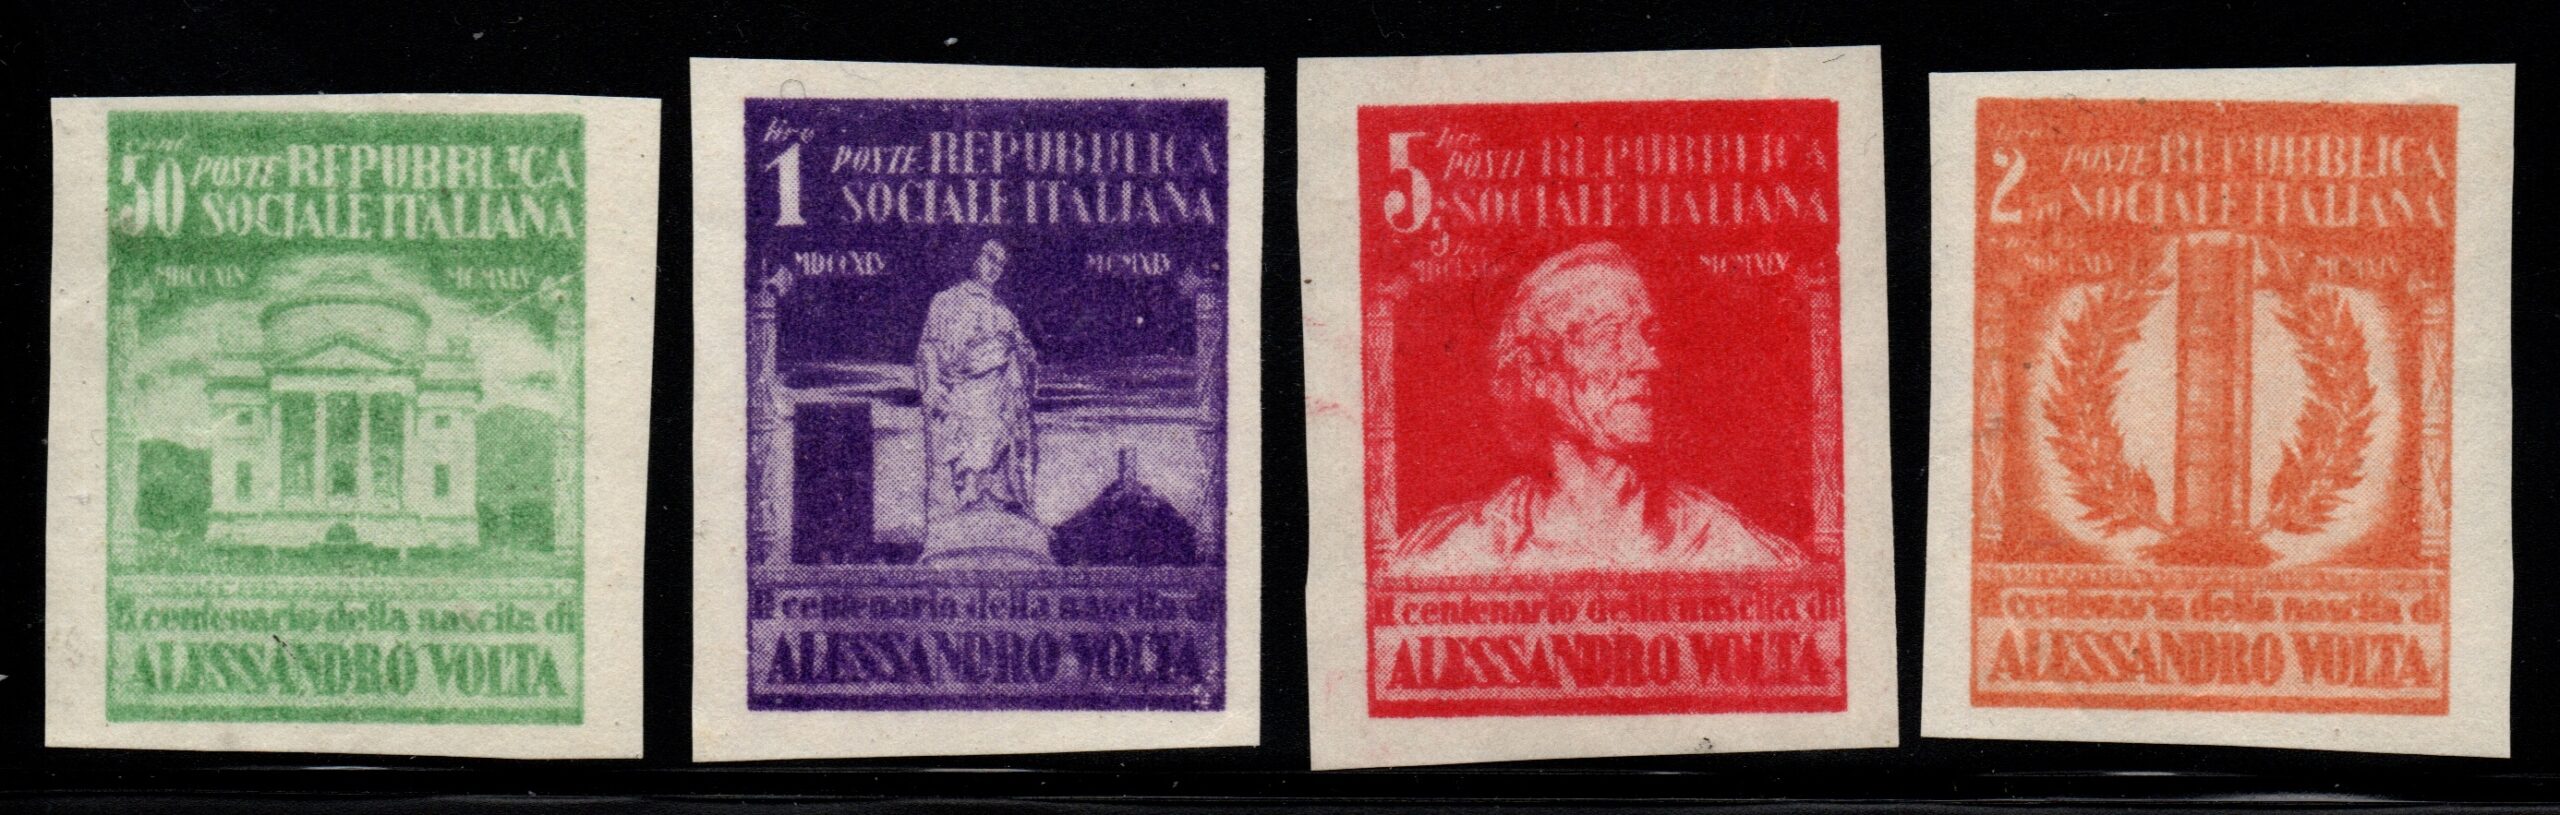 cent
50 POSTE REPUBBLICA
SOCIALE ITALIANA
MDCCXLV MCMXLV
II centenario della nascita di
ALESSANDRO VOLTA
lire
1 POSTE REPUBBLICA
SOCIALE ITALIANA
MDCCXLV MCMXLV
II centenario della nascita di
ALESSANDRO VOLTA
lire
5 POSTE REPUBBLICA
SOCIALE ITALIANA
MDCCXLV MCMXLV
II centenario della nascita di
ALESSANDRO VOLTA
lire
2 POSTE REPUBBLICA
SOCIALE ITALIANA
MDCCXLV MCMXLV
II centenario della nascita di
ALESSANDRO VOLTA